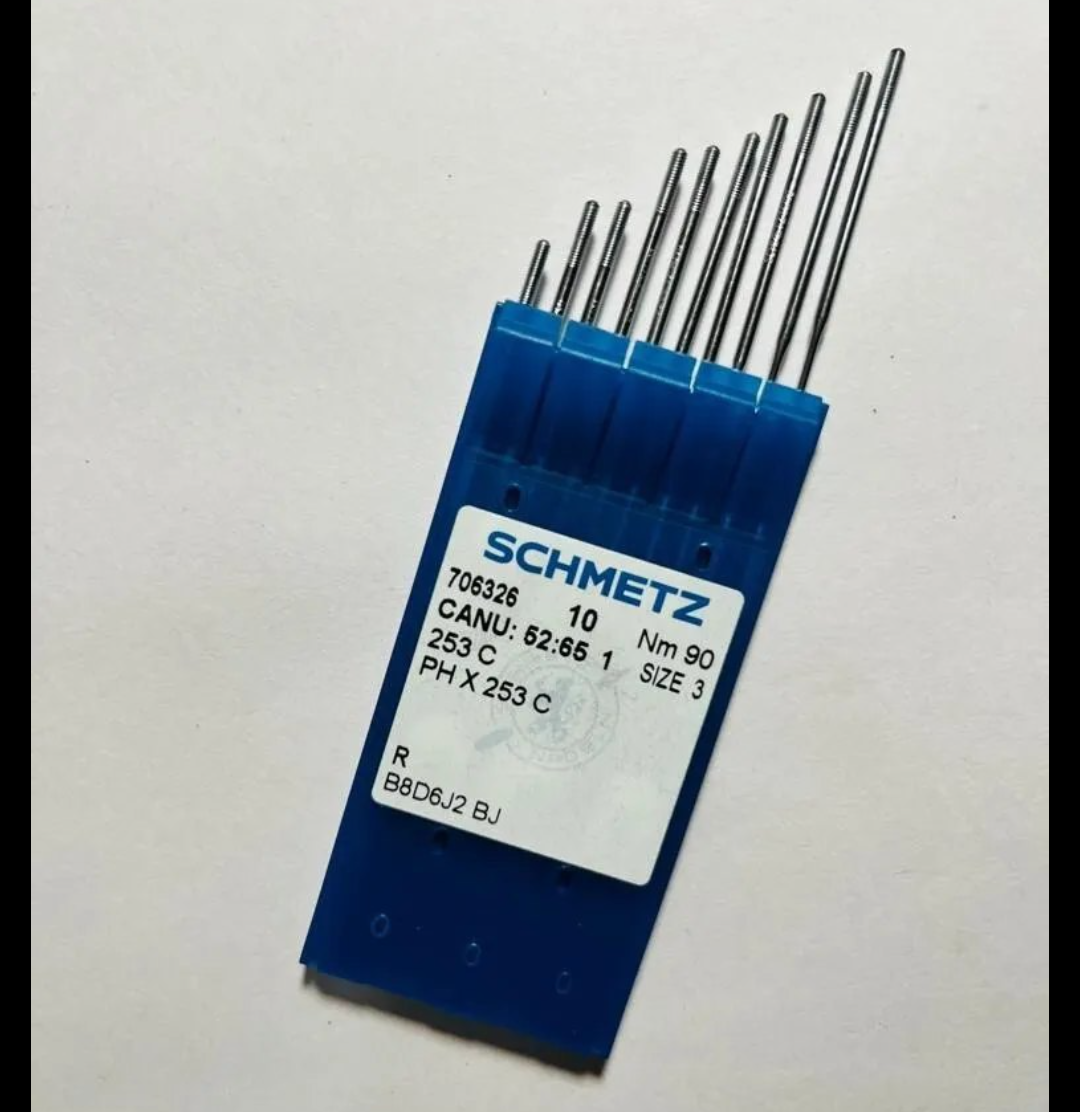 SCHMETZ
706326 10 Nm 90
CANU: 52:65 1 SIZE 3
253 C
PH X 253 C
R
B8D6J2 BJ